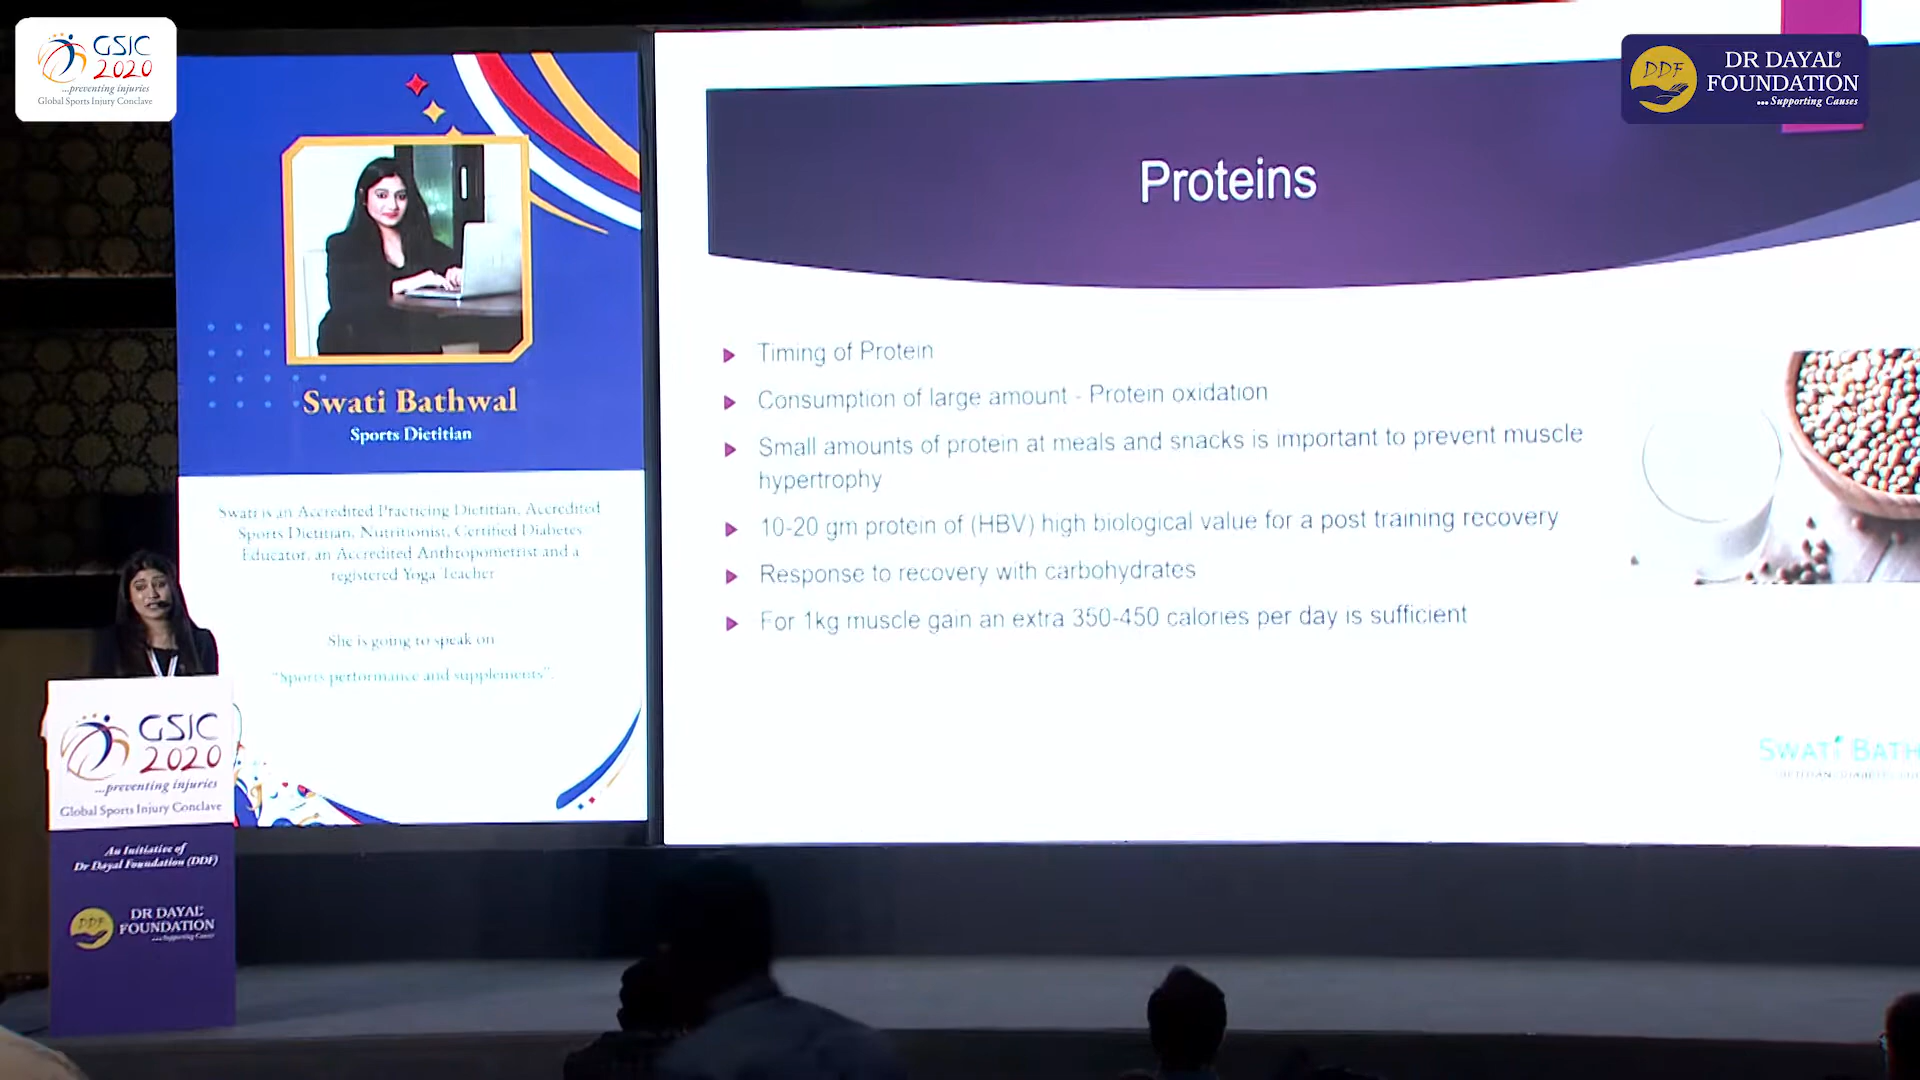 GSIC
2020
...preventing injuries
Global Sports Injury Conclave
DDF
DR DAYAL
FOUNDATION
...Supporting Causes
Swati Bathwal
Sports Dietitian
Swati is an Accredited Practicing Dietitian, Accredited
Sports Dietitian, Nutritionist, Certified Diabetes
Educator, an Accredited Anthropometrist and a
registered Yoga Teacher
She is going to speak on
"Sports performance and supplements".
Proteins
Timing of Protein
Consumption of large amount - Protein oxidation
Small amounts of protein at meals and snacks is important to prevent muscle
hypertrophy
10-20 gm protein of (HBV) high biological value for a post training recovery
Response to recovery with carbohydrates
For 1kg muscle gain an extra 350-450 calories per day is sufficient
SWATI BATH
GSIC
2020
...preventing injuries
Global Sports Injury Conclave
An Initiative of
Dr Dayal Foundation (DDF)
DDF
DR DAYAL
FOUNDATION
...Supporting Causes